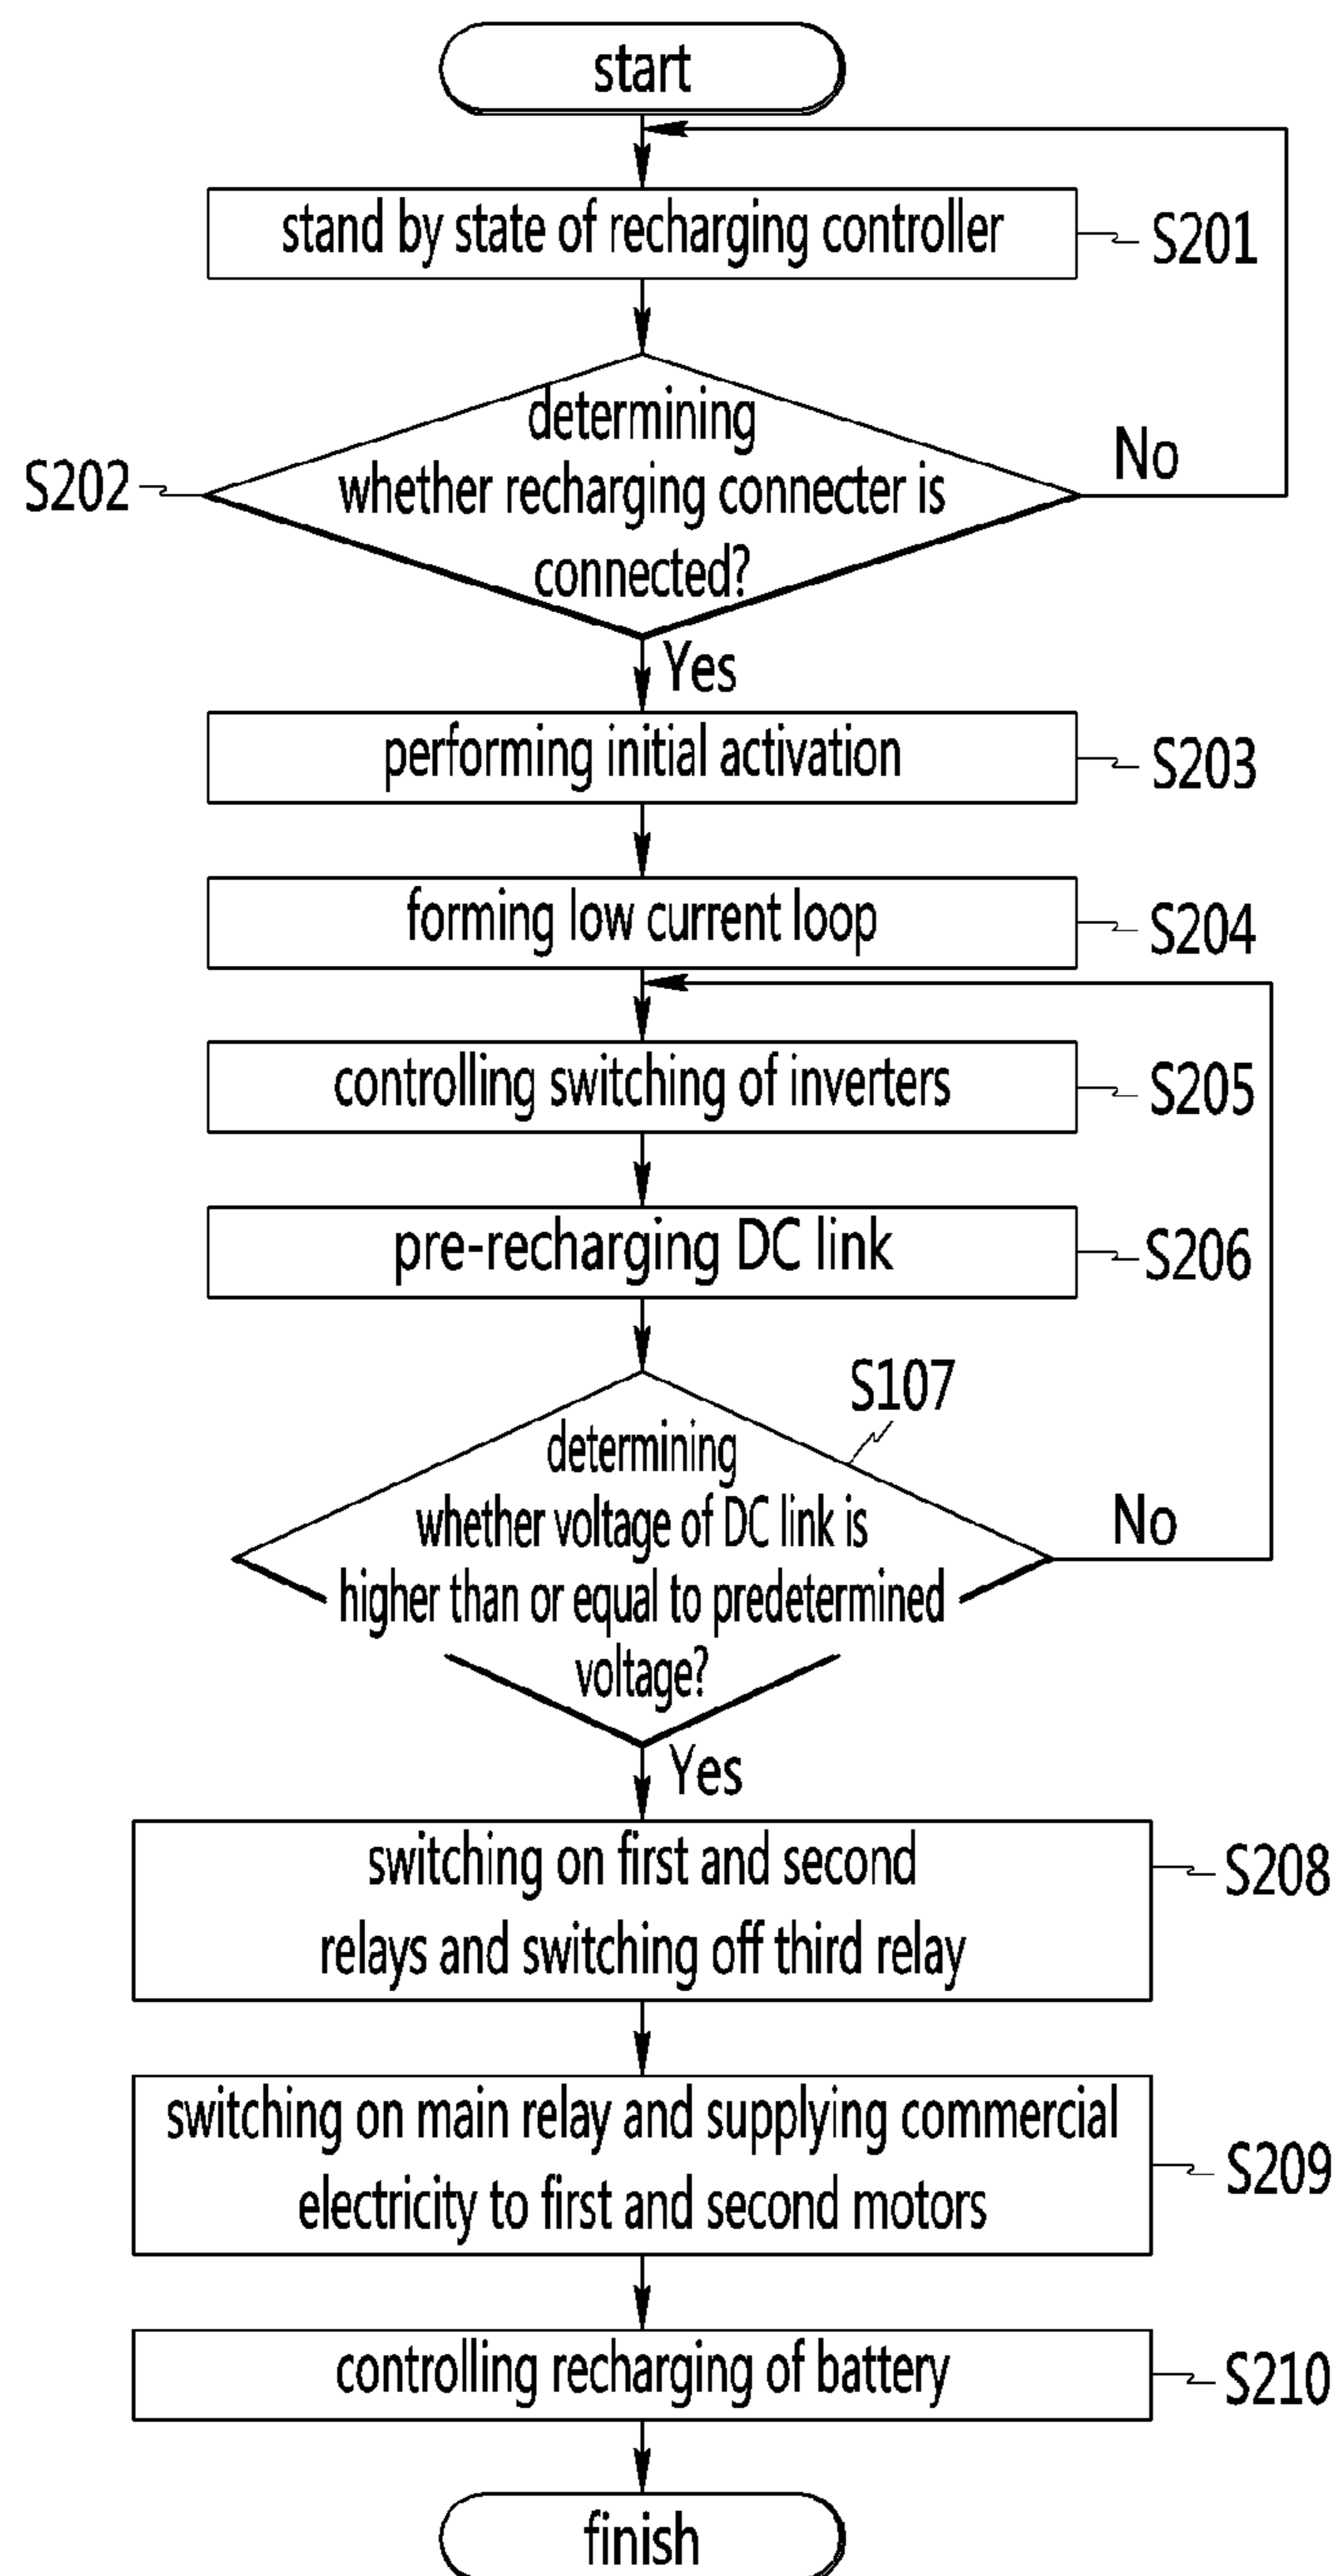 start
stand by state of recharging controller
S201
determining
whether recharging connecter is
connected?
S202
No
Yes
performing initial activation
S203
forming low current loop
S204
controlling switching of inverters
S205
pre-recharging DC link
S206
S107
determining
whether voltage of DC link is
higher than or equal to predetermined
voltage?
No
Yes
switching on first and second
relays and switching off third relay
S208
switching on main relay and supplying commercial
electricity to first and second motors
S209
controlling recharging of battery
S210
finish